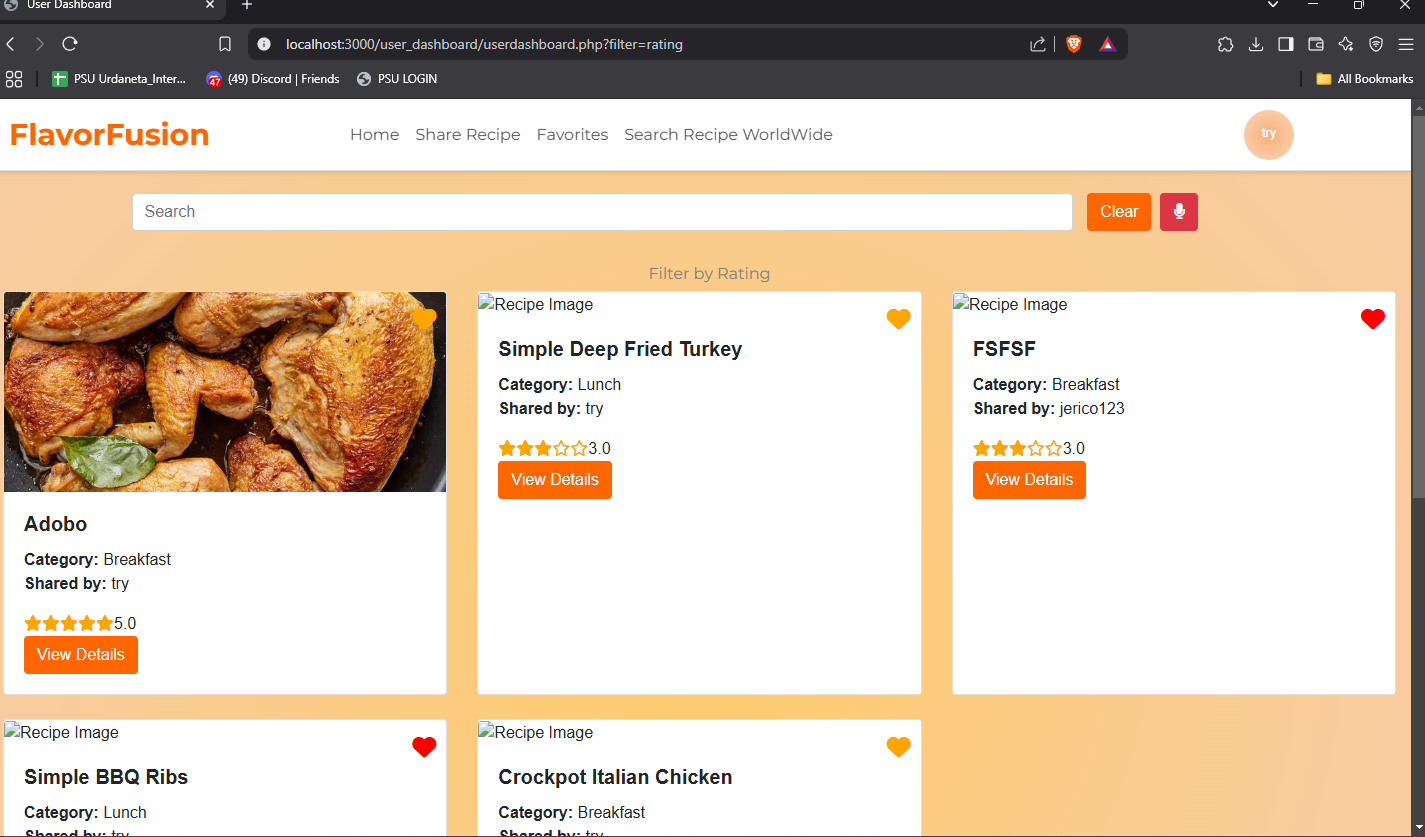 User Dashboard
localhost:3000/user_dashboard/userdashboard.php?filter=rating
PSU Urdaneta_Inter...
47
(49) Discord | Friends
PSU LOGIN
All Bookmarks
FlavorFusion
Home
Share Recipe
Favorites
Search Recipe WorldWide
try
Search
Clear
Filter by Rating
Adobo
Category: Breakfast
Shared by: try
5.0
View Details
Recipe Image
Simple Deep Fried Turkey
Category: Lunch
Shared by: try
3.0
View Details
Recipe Image
FSFSF
Category: Breakfast
Shared by: jerico123
3.0
View Details
Recipe Image
Simple BBQ Ribs
Category: Lunch
Shared by: try
Recipe Image
Crockpot Italian Chicken
Category: Breakfast
Shared by: try